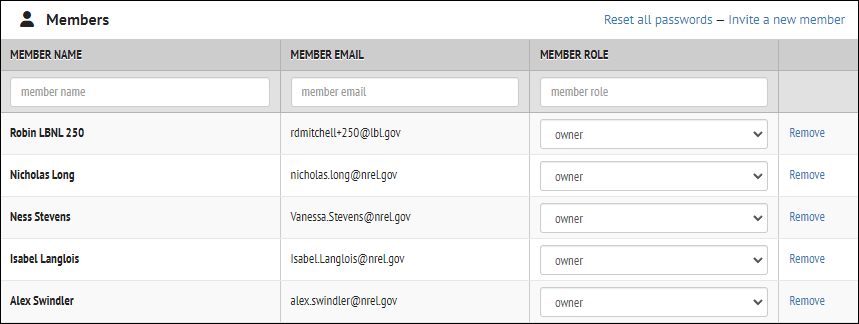 Members Reset all passwords — Invite a new member
MEMBER NAME MEMBER EMAIL MEMBER ROLE
member name member email member role
Robin LBNL 250 rdmitchell+250@lbl.gov owner Remove
Nicholas Long nicholas.long@nrel.gov owner Remove
Ness Stevens Vanessa.Stevens@nrel.gov owner Remove
Isabel Langlois Isabel.Langlois@nrel.gov owner Remove
Alex Swindler alex.swindler@nrel.gov owner Remove